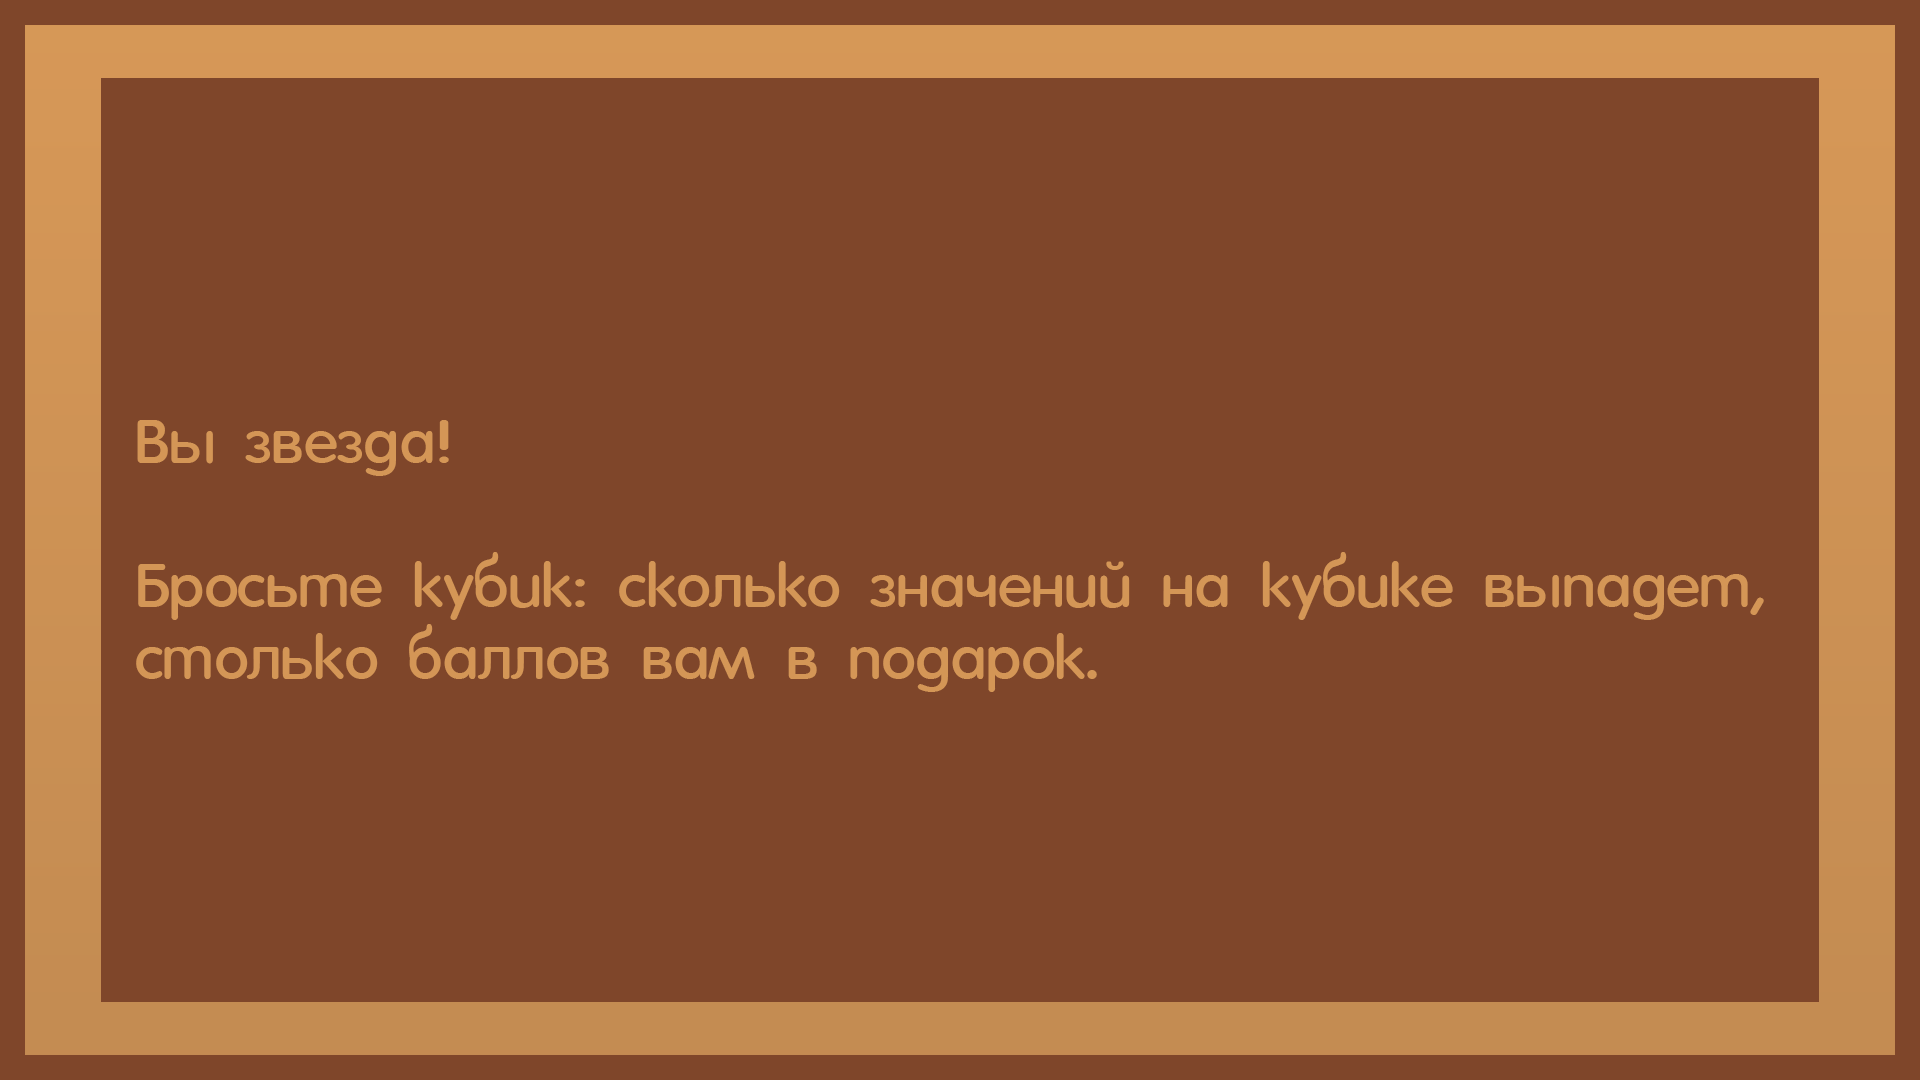 Вы звезда!
Бросьте кубик: сколько значений на кубике выпадет,
столько баллов вам в подарок.